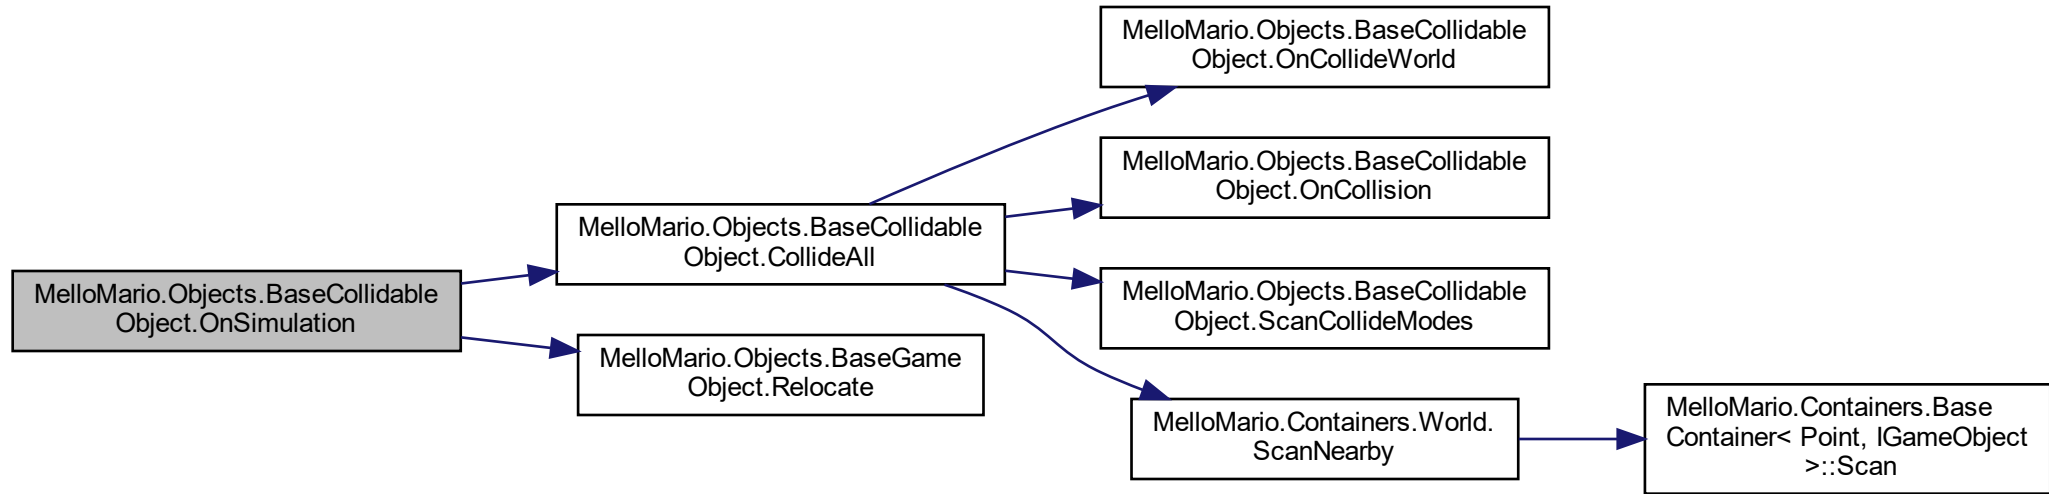 MelloMario.Objects.BaseCollidable
Object.OnSimulation
MelloMario.Objects.BaseCollidable
Object.CollideAll
MelloMario.Objects.BaseGame
Object.Relocate
MelloMario.Objects.BaseCollidable
Object.OnCollideWorld
MelloMario.Objects.BaseCollidable
Object.OnCollision
MelloMario.Objects.BaseCollidable
Object.ScanCollideModes
MelloMario.Containers.World.
ScanNearby
MelloMario.Containers.Base
Container< Point, IGameObject
>::Scan